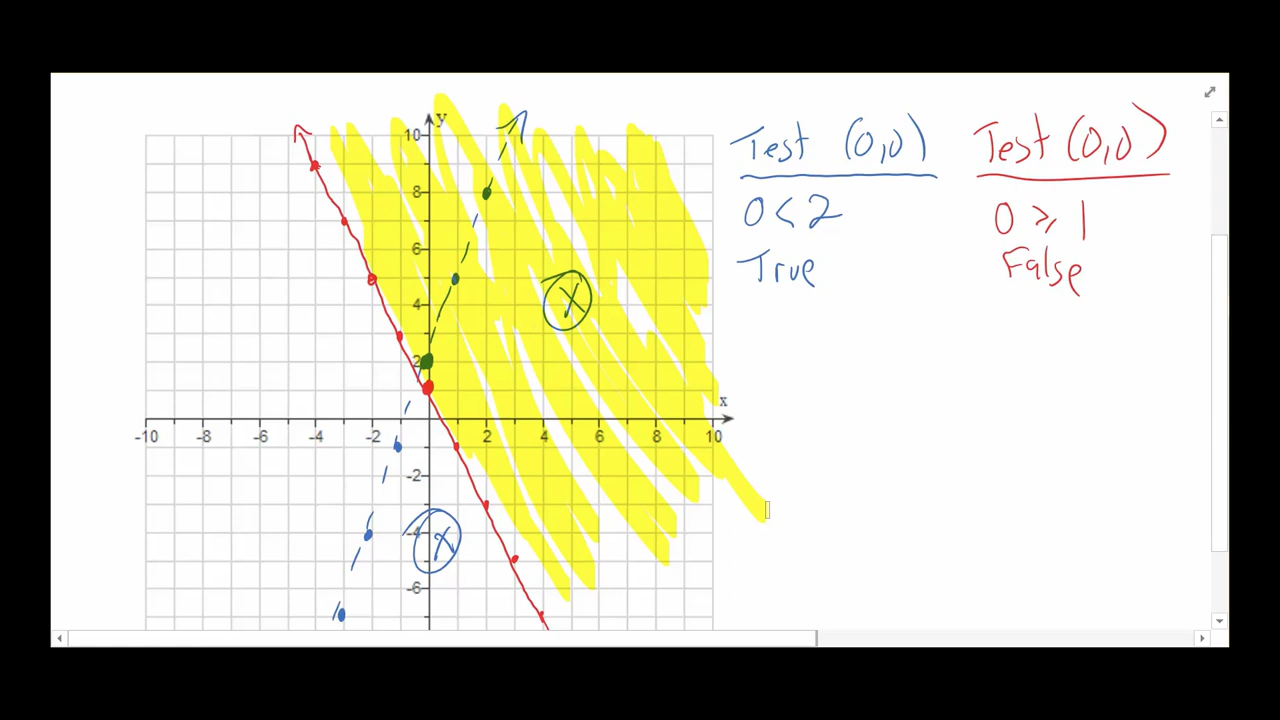 y
10
8
6
4
2
x
-10 -8 -6 -4 -2 2 4 6 8 10
-2
-4
-6
X
X
Test (0,0)
0 < 2
True
Test (0,0)
0 ≥ 1
False